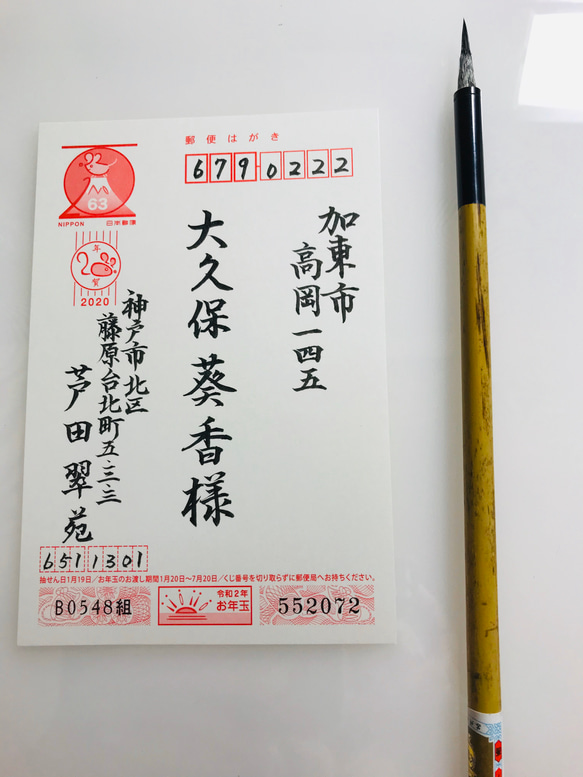 郵便はがき
6790222
63
NIPPON 日本郵便
年賀
2020
加東市
高岡一四五
大久保葵香様
神戸市北区
藤原台北町五・三・三
芦田翠苑
6511301
抽せん日1月19日/お年玉のお渡し期間1月20日〜7月20日/くじ番号を切り取らずに郵便局へお持ちください。
B0548組
令和2年
お年玉
552072